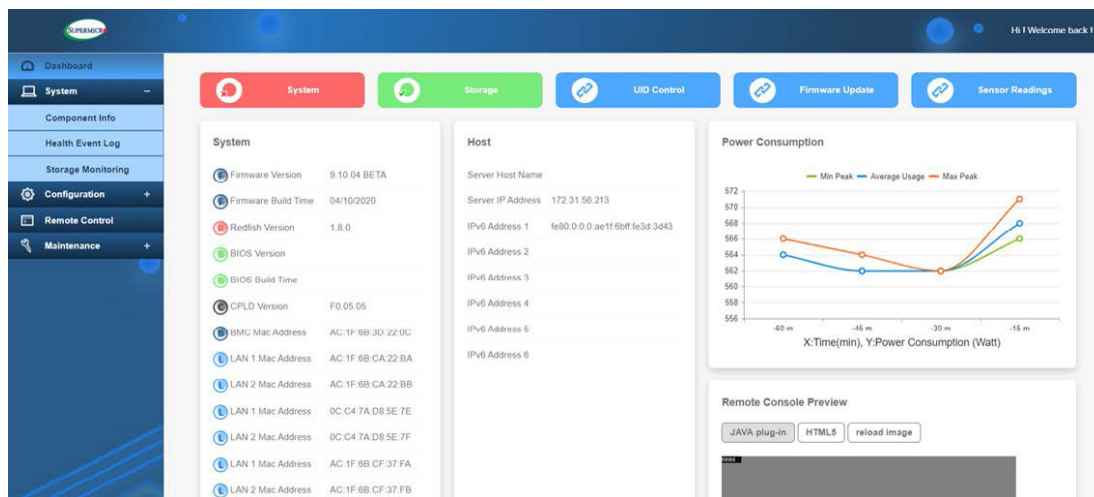 SUPERMICR
Hi ! Welcome back !
Dashboard
System −
Component Info
Health Event Log
Storage Monitoring
Configuration +
Remote Control
Maintenance +
System
Storage
UID Control
Firmware Update
Sensor Readings
System
Firmware Version 9.10.04 BETA
Firmware Build Time 04/10/2020
Redfish Version 1.8.0
BIOS Version
BIOS Build Time
CPLD Version F0.05.05
BMC Mac Address AC:1F:6B:3D:22:0C
LAN 1 Mac Address AC:1F:6B:CA:22:BA
LAN 2 Mac Address AC:1F:6B:CA:22:BB
LAN 1 Mac Address 0C:C4:7A:D8:5E:7E
LAN 2 Mac Address 0C:C4:7A:D8:5E:7F
LAN 1 Mac Address AC:1F:6B:CF:37:FA
LAN 2 Mac Address AC:1F:6B:CF:37:FB
Host
Server Host Name
Server IP Address 172.31.56.213
IPv6 Address 1 fe80:0:0:0:ae1f:6bff:fe3d:3d43
IPv6 Address 2
IPv6 Address 3
IPv6 Address 4
IPv6 Address 5
IPv6 Address 6
Power Consumption
Min Peak Average Usage Max Peak
572
570
568
566
564
562
560
558
556
-60 m -45 m -30 m -15 m
X:Time(min), Y:Power Consumption (Watt)
Remote Console Preview
JAVA plug-in HTML5 reload image